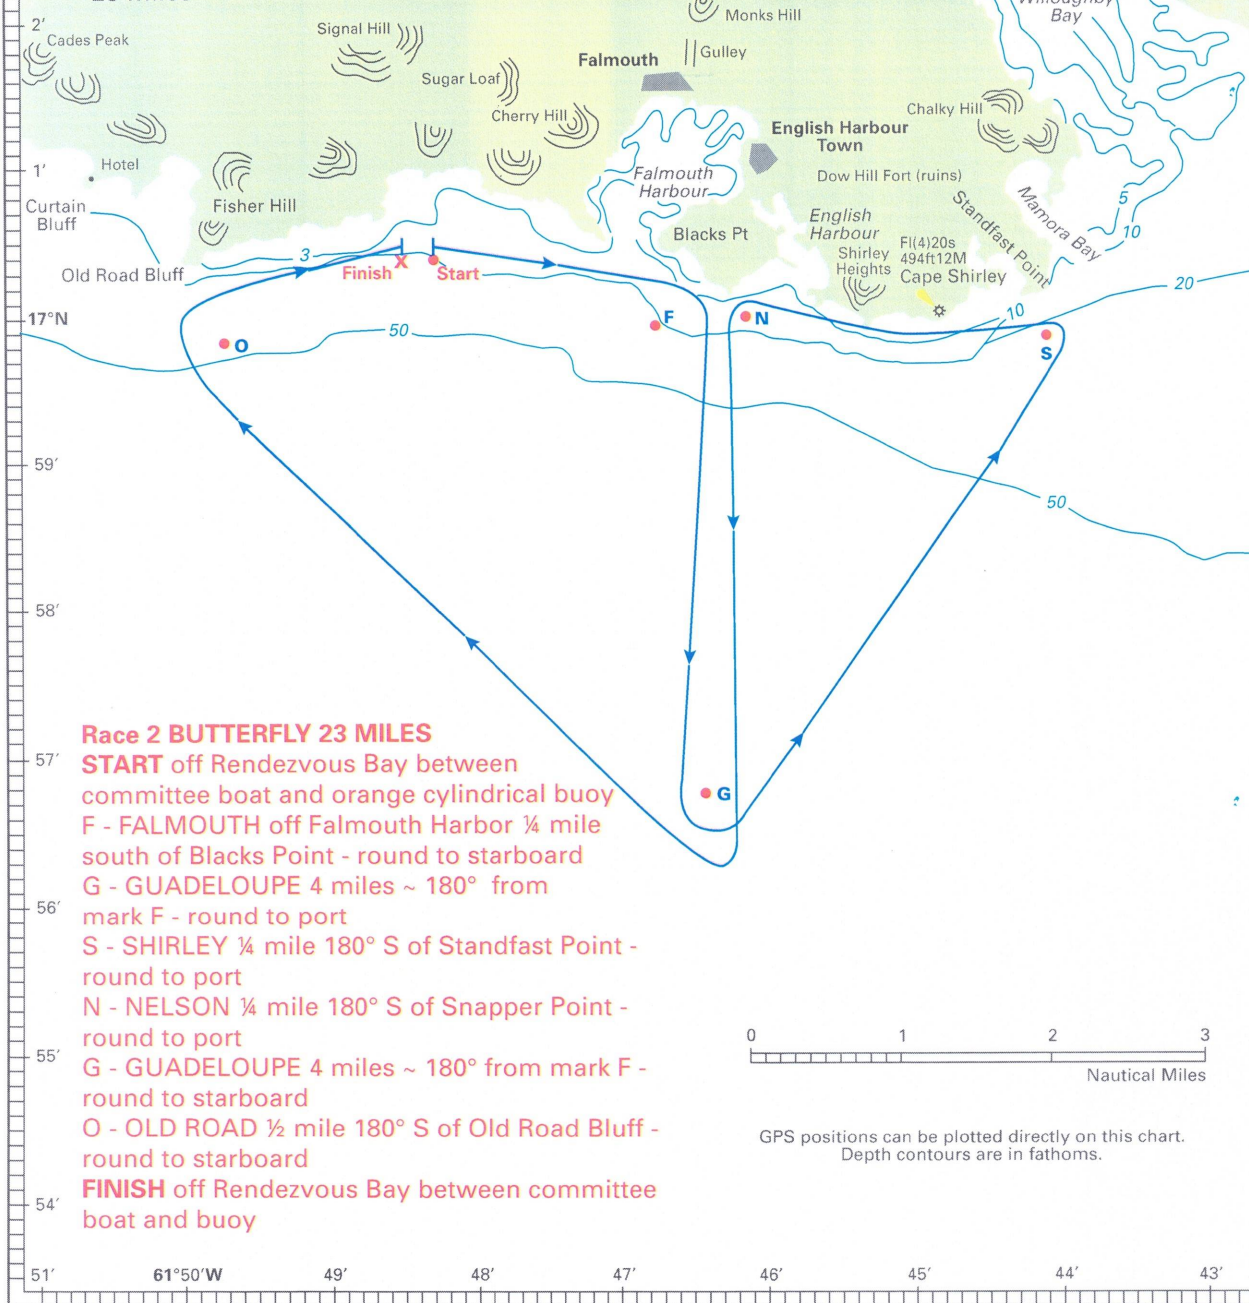 2′
Cades Peak
Signal Hill
Monks Hill
Bay
Falmouth
Gulley
Sugar Loaf
Cherry Hill
Chalky Hill
English Harbour
Town
1′
Hotel
Falmouth
Harbour
Dow Hill Fort (ruins)
Curtain
Bluff
Fisher Hill
Mamora Bay
Standfast Point
5
10
Blacks Pt
English
Harbour
Shirley
Heights
Fl(4)20s
494ft12M
Cape Shirley
Old Road Bluff
3
Finish
X
Start
20
10
17°N
50
F
N
O
S
59′
50
58′
57′
G
Race 2 BUTTERFLY 23 MILES
START off Rendezvous Bay between
committee boat and orange cylindrical buoy
F - FALMOUTH off Falmouth Harbor ¼ mile
south of Blacks Point - round to starboard
G - GUADELOUPE 4 miles ~ 180° from
mark F - round to port
S - SHIRLEY ¼ mile 180° S of Standfast Point -
round to port
N - NELSON ¼ mile 180° S of Snapper Point -
round to port
G - GUADELOUPE 4 miles ~ 180° from mark F -
round to starboard
O - OLD ROAD ½ mile 180° S of Old Road Bluff -
round to starboard
FINISH off Rendezvous Bay between committee
boat and buoy
56′
55′
54′
0 1 2 3
Nautical Miles
GPS positions can be plotted directly on this chart.
Depth contours are in fathoms.
51′ 61°50′W 49′ 48′ 47′ 46′ 45′ 44′ 43′